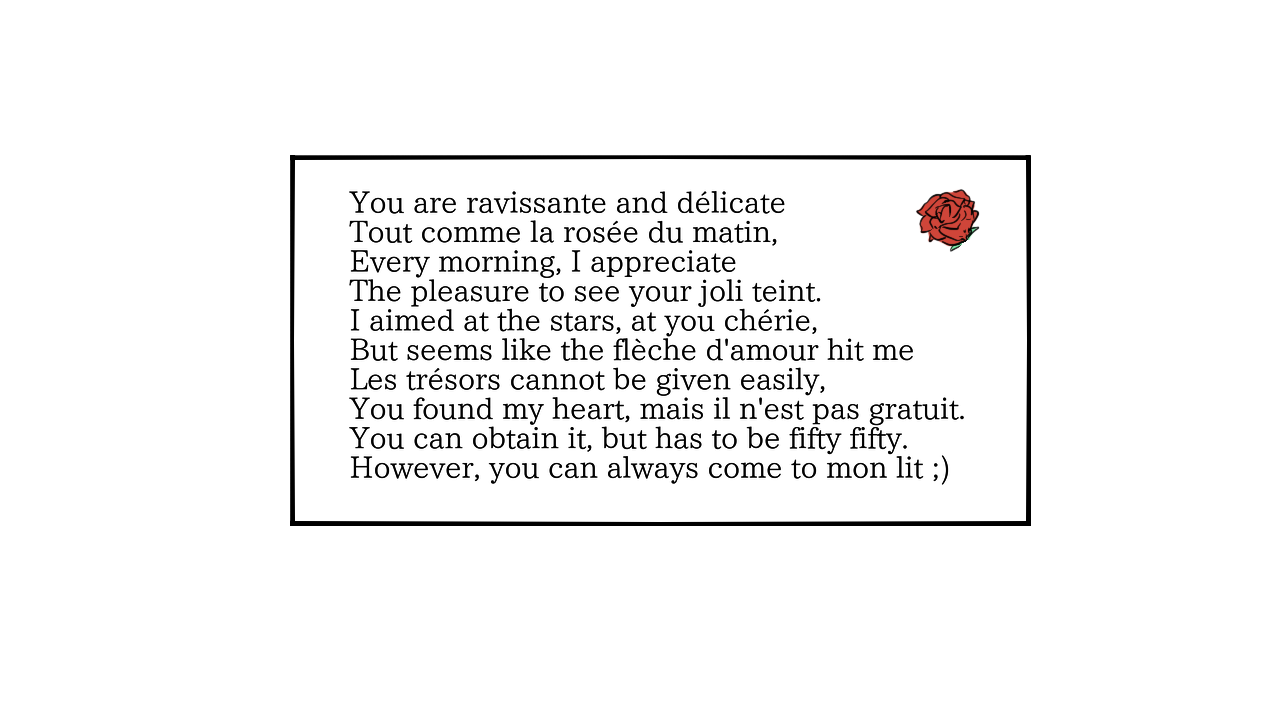 You are ravissante and délicate
Tout comme la rosée du matin,
Every morning, I appreciate
The pleasure to see your joli teint.
I aimed at the stars, at you chérie,
But seems like the flèche d'amour hit me
Les trésors cannot be given easily,
You found my heart, mais il n'est pas gratuit.
You can obtain it, but has to be fifty fifty.
However, you can always come to mon lit ;)